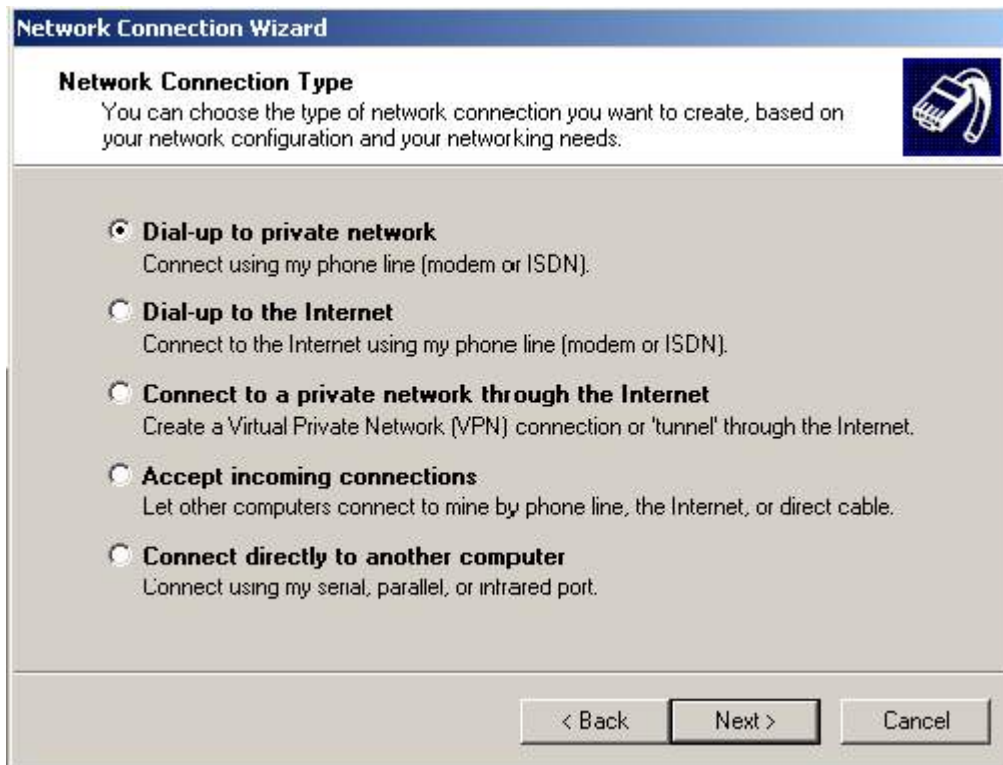 Network Connection Wizard
Network Connection Type
You can choose the type of network connection you want to create, based on
your network configuration and your networking needs.
Dial-up to private network
Connect using my phone line (modem or ISDN).
Dial-up to the Internet
Connect to the Internet using my phone line (modem or ISDN).
Connect to a private network through the Internet
Create a Virtual Private Network (VPN) connection or 'tunnel' through the Internet.
Accept incoming connections
Let other computers connect to mine by phone line, the Internet, or direct cable.
Connect directly to another computer
Connect using my serial, parallel, or infrared port.
< Back
Next >
Cancel